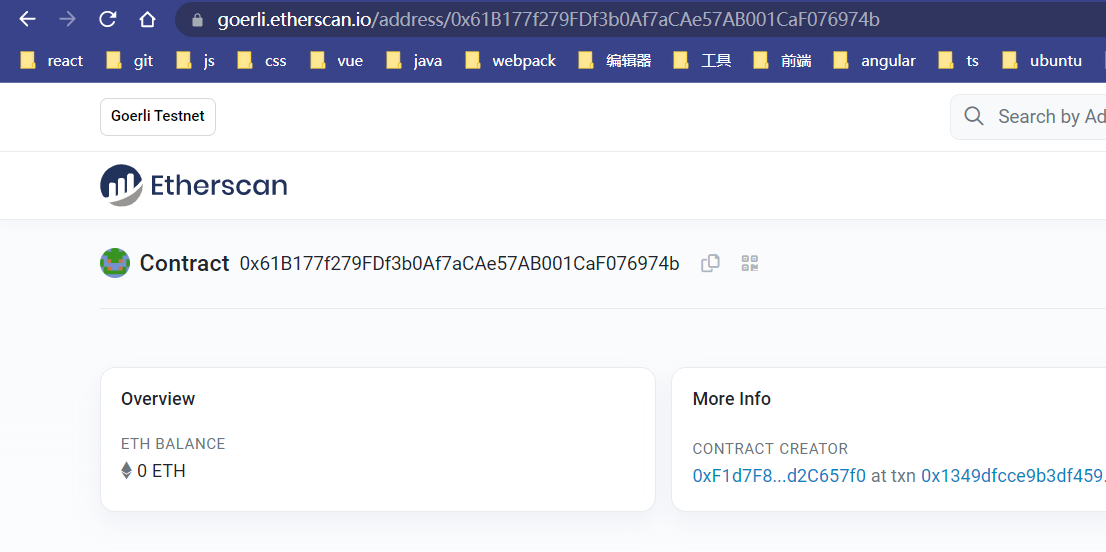 goerli.etherscan.io/address/0x61B177f279FDf3b0Af7aCAe57AB001CaF076974b
react git js css vue java webpack 编辑器 工具 前端 angular ts ubuntu
Goerli Testnet
Search by Ad
Etherscan
Contract 0x61B177f279FDf3b0Af7aCAe57AB001CaF076974b
Overview
ETH BALANCE
0 ETH
More Info
CONTRACT CREATOR
0xF1d7F8...d2C657f0 at txn 0x1349dfcce9b3df459.